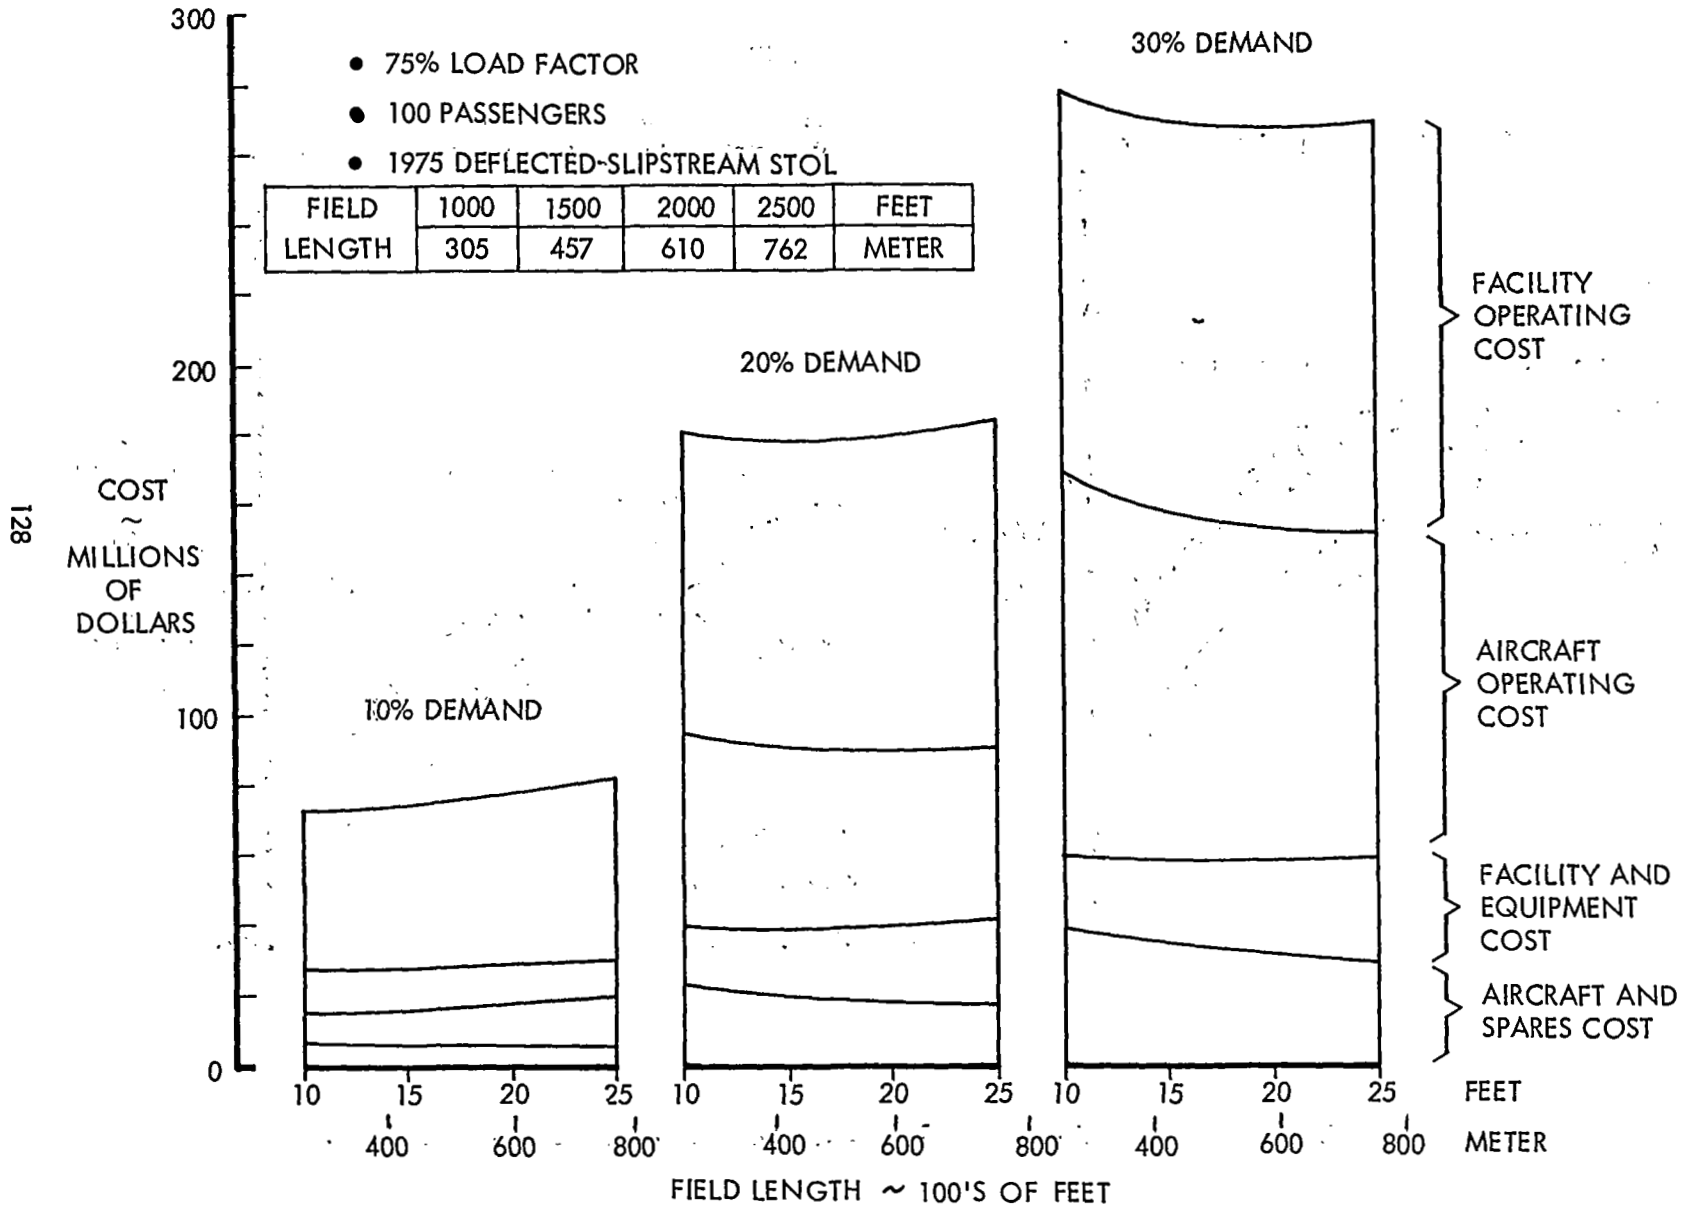 300
30% DEMAND
• 75% LOAD FACTOR
• 100 PASSENGERS
• 1975 DEFLECTED-SLIPSTREAM STOL
FIELD LENGTH 1000 1500 2000 2500 FEET
305 457 610 762 METER
FACILITY
OPERATING
COST
20% DEMAND
200
COST
~
MILLIONS
OF
DOLLARS
128
AIRCRAFT
OPERATING
COST
10% DEMAND
100
FACILITY AND
EQUIPMENT
COST
AIRCRAFT AND
SPARES COST
0
10 15 20 25 10 15 20 25 10 15 20 25 FEET
400 600 800 400 600 800 400 600 800 METER
FIELD LENGTH ~ 100'S OF FEET